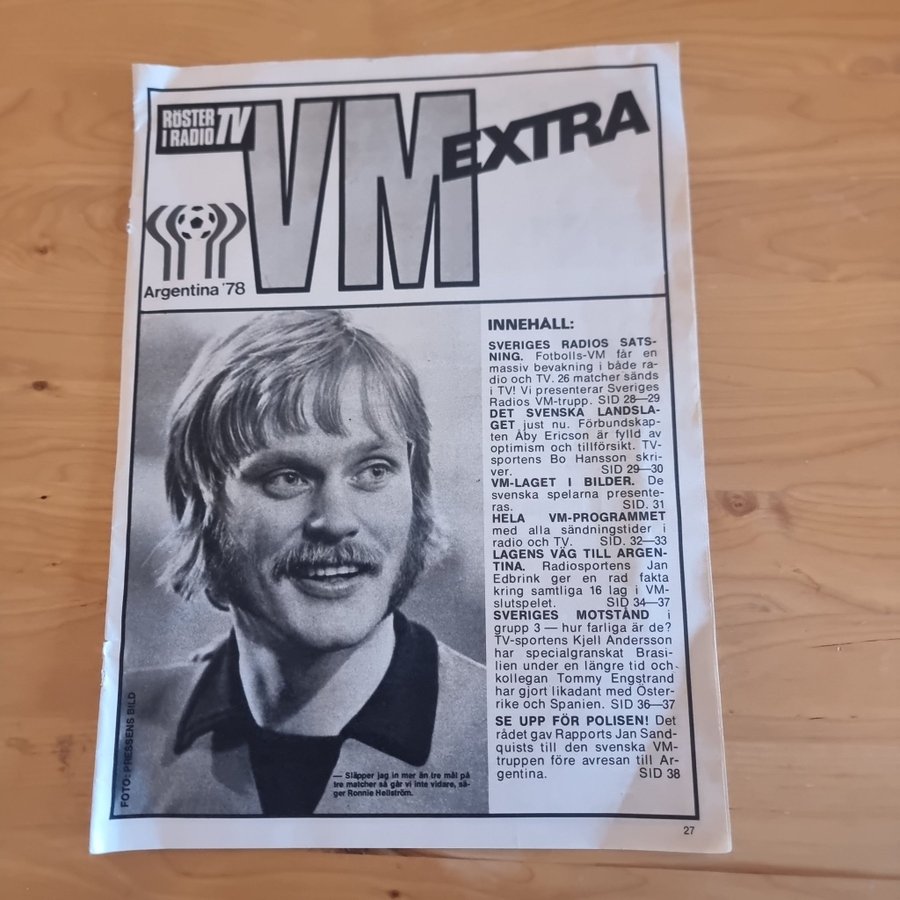 RÖSTER
I RADIO TV
VM EXTRA
Argentina '78
INNEHÅLL:
SVERIGES RADIOS SATS-
NING. Fotbolls-VM får en
massiv bevakning i både ra-
dio och TV. 26 matcher sänds
i TV! Vi presenterar Sveriges
Radios VM-trupp. SID 28—29
DET SVENSKA LANDSLA-
GET just nu. Förbundskap-
ten Åby Ericson är fylld av
optimism och tillförsikt. TV-
sportens Bo Hansson skri-
ver. SID 29—30
VM-LAGET I BILDER. De
svenska spelarna presente-
ras. SID. 31
HELA VM-PROGRAMMET
med alla sändningstider i
radio och TV. SID. 32—33
LAGENS VÄG TILL ARGEN-
TINA. Radiosportens Jan
Edbrink ger en rad fakta
kring samtliga 16 lag i VM-
slutspelet. SID 34—37
SVERIGES MOTSTÅND i
grupp 3 — hur farliga är de?
TV-sportens Kjell Andersson
har specialgranskat Brasi-
lien under en längre tid och
kollegan Tommy Engstrand
har gjort likadant med Öster-
rike och Spanien. SID 36—37
SE UPP FÖR POLISEN! Det
rådet gav Rapports Jan Sand-
quists till den svenska VM-
truppen före avresan till Ar-
gentina. SID 38
FOTO: PRESSENS BILD
— Släpper jag in mer än tre mål på
tre matcher så går vi inte vidare, sä-
ger Ronnie Hellström.
27